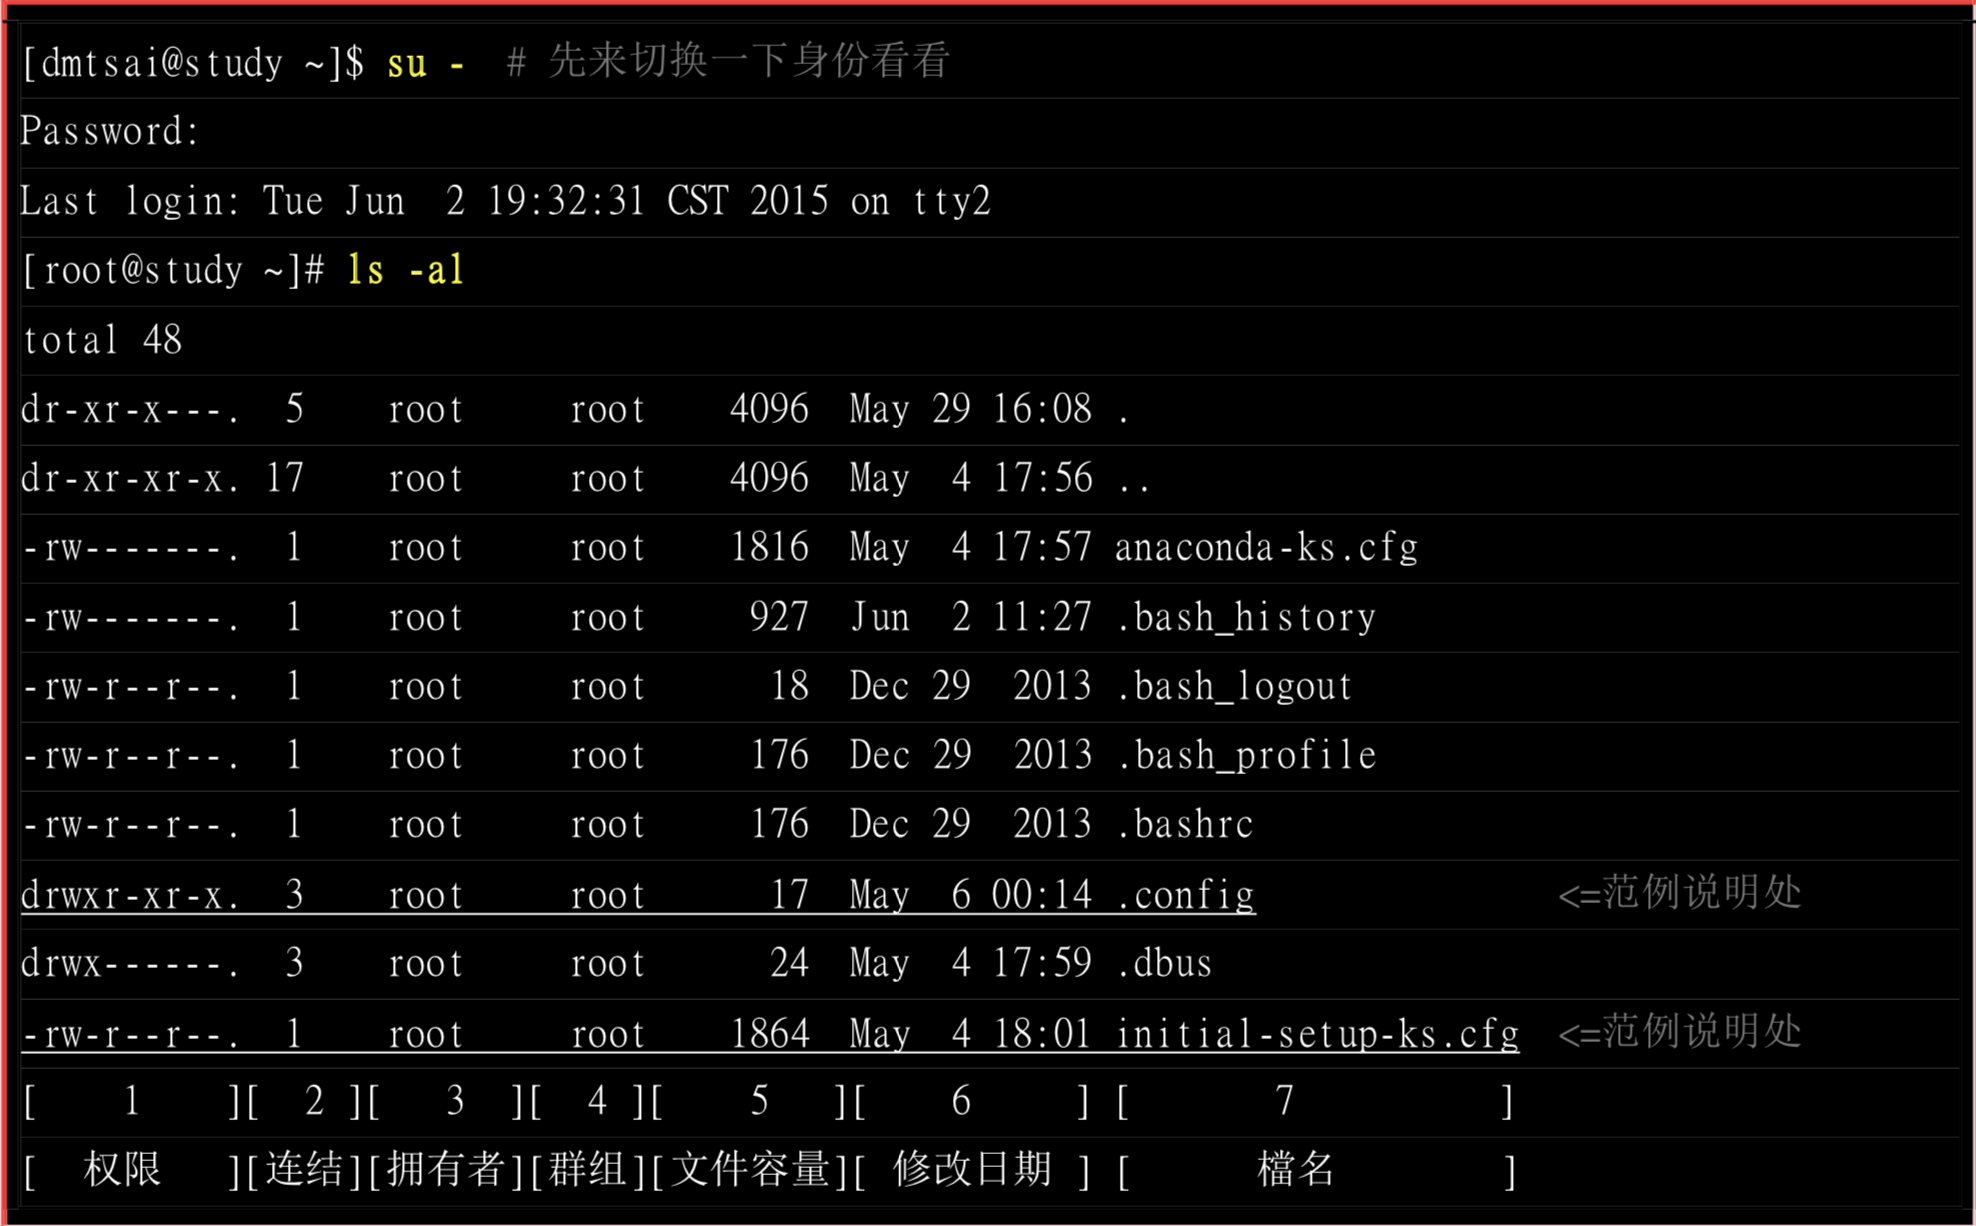 [dmtsai@study ~]$ su -  # 先来切换一下身份看看
Password:
Last login: Tue Jun  2 19:32:31 CST 2015 on tty2
[root@study ~]# ls -al
total 48
dr-xr-x---.  5    root     root    4096  May 29 16:08 .
dr-xr-xr-x. 17    root     root    4096  May  4 17:56 ..
-rw-------.  1    root     root    1816  May  4 17:57 anaconda-ks.cfg
-rw-------.  1    root     root     927  Jun  2 11:27 .bash_history
-rw-r--r--.  1    root     root      18  Dec 29  2013 .bash_logout
-rw-r--r--.  1    root     root     176  Dec 29  2013 .bash_profile
-rw-r--r--.  1    root     root     176  Dec 29  2013 .bashrc
drwxr-xr-x.  3    root     root      17  May  6 00:14 .config               <=范例说明处
drwx------.  3    root     root      24  May  4 17:59 .dbus
-rw-r--r--.  1    root     root    1864  May  4 18:01 initial-setup-ks.cfg  <=范例说明处
[    1    ][  2 ][   3  ][  4 ][    5   ][    6     ] [       7          ]
[  权限   ][连结][拥有者][群组][文件容量][ 修改日期 ] [      檔名        ]